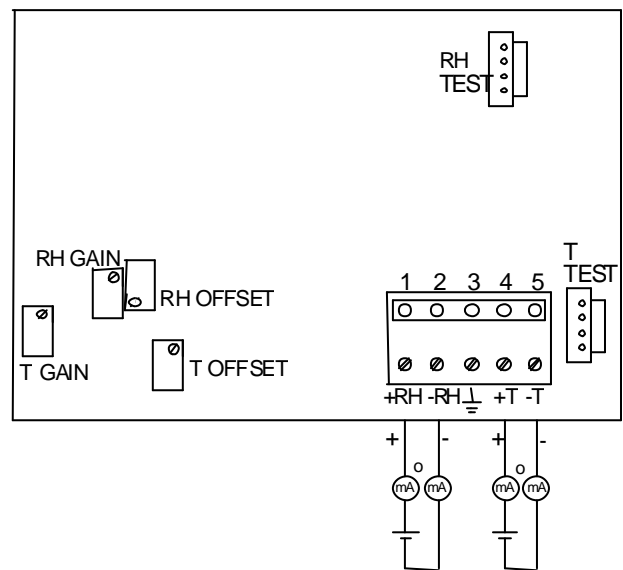 RH
TEST
RH GAIN
RH OFFSET
T GAIN
T OFFSET
T
TEST
1 2 3 4 5
+RH -RH +T -T
+ - + -
o o
mA mA mA mA